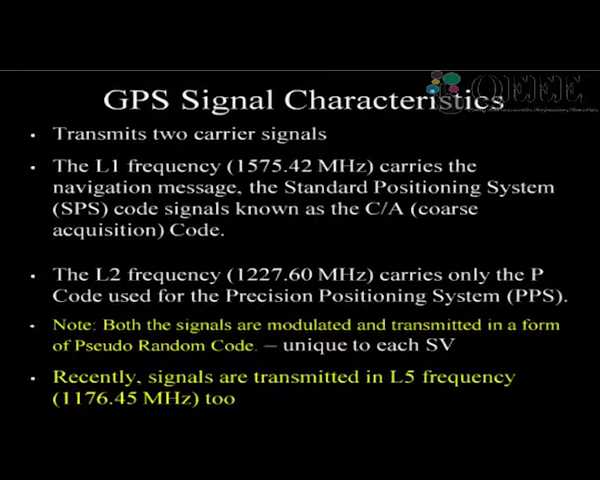 QEEE
GPS Signal Characteristics
• Transmits two carrier signals
• The L1 frequency (1575.42 MHz) carries the
navigation message, the Standard Positioning System
(SPS) code signals known as the C/A (coarse
acquisition) Code.
• The L2 frequency (1227.60 MHz) carries only the P
Code used for the Precision Positioning System (PPS).
• Note: Both the signals are modulated and transmitted in a form
of Pseudo Random Code. – unique to each SV
• Recently, signals are transmitted in L5 frequency
(1176.45 MHz) too